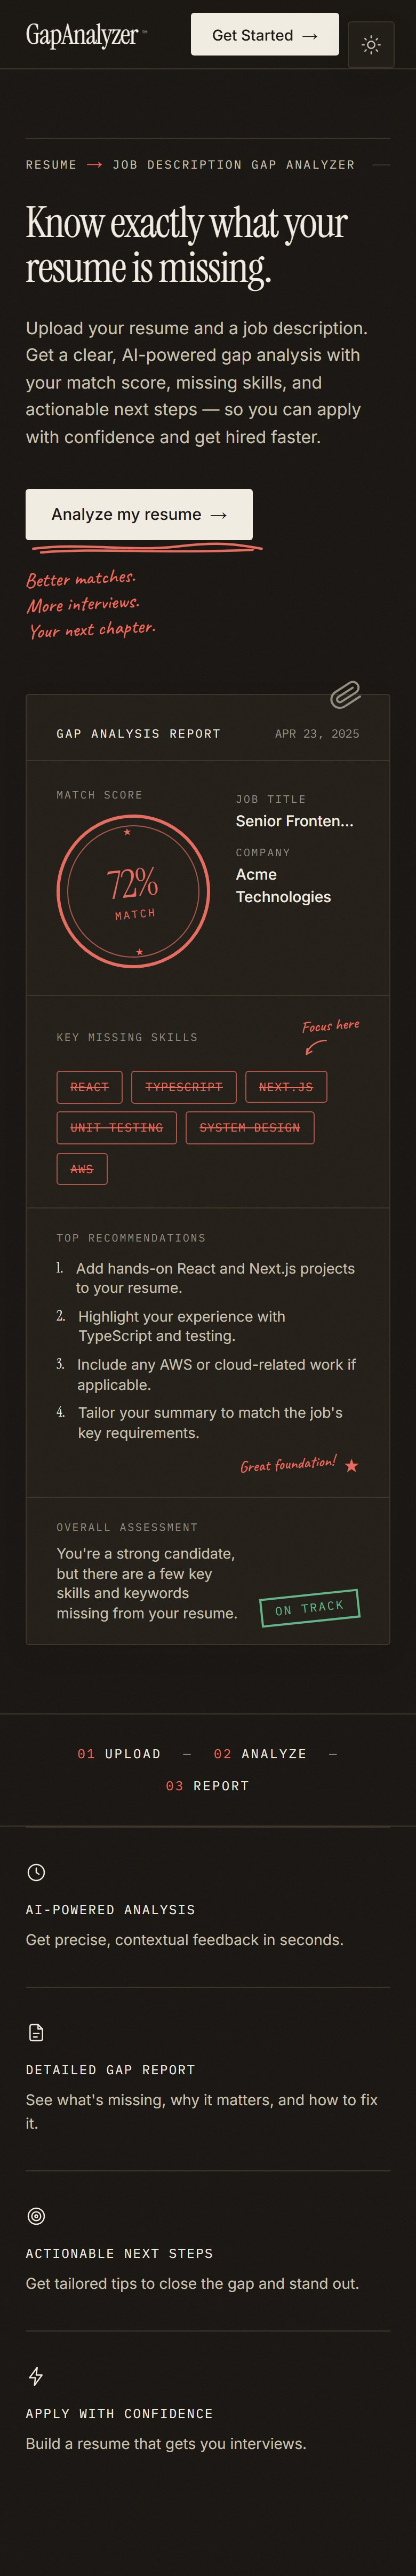 GapAnalyzer ™
Get Started →
RESUME → JOB DESCRIPTION GAP ANALYZER
Know exactly what your
resume is missing.
Upload your resume and a job description.
Get a clear, AI-powered gap analysis with
your match score, missing skills, and
actionable next steps — so you can apply
with confidence and get hired faster.
Analyze my resume →
Better matches.
More interviews.
Your next chapter.
GAP ANALYSIS REPORT
APR 23, 2025
MATCH SCORE
72%
MATCH
JOB TITLE
Senior Fronten...
COMPANY
Acme
Technologies
KEY MISSING SKILLS
Focus here
REACT TYPESCRIPT NEXT.JS
UNIT TESTING SYSTEM DESIGN
AWS
TOP RECOMMENDATIONS
1. Add hands-on React and Next.js projects
to your resume.
2. Highlight your experience with
TypeScript and testing.
3. Include any AWS or cloud-related work if
applicable.
4. Tailor your summary to match the job's
key requirements.
Great foundation! ★
OVERALL ASSESSMENT
You're a strong candidate,
but there are a few key
skills and keywords
missing from your resume.
ON TRACK
01 UPLOAD — 02 ANALYZE —
03 REPORT
AI-POWERED ANALYSIS
Get precise, contextual feedback in seconds.
DETAILED GAP REPORT
See what's missing, why it matters, and how to fix
it.
ACTIONABLE NEXT STEPS
Get tailored tips to close the gap and stand out.
APPLY WITH CONFIDENCE
Build a resume that gets you interviews.